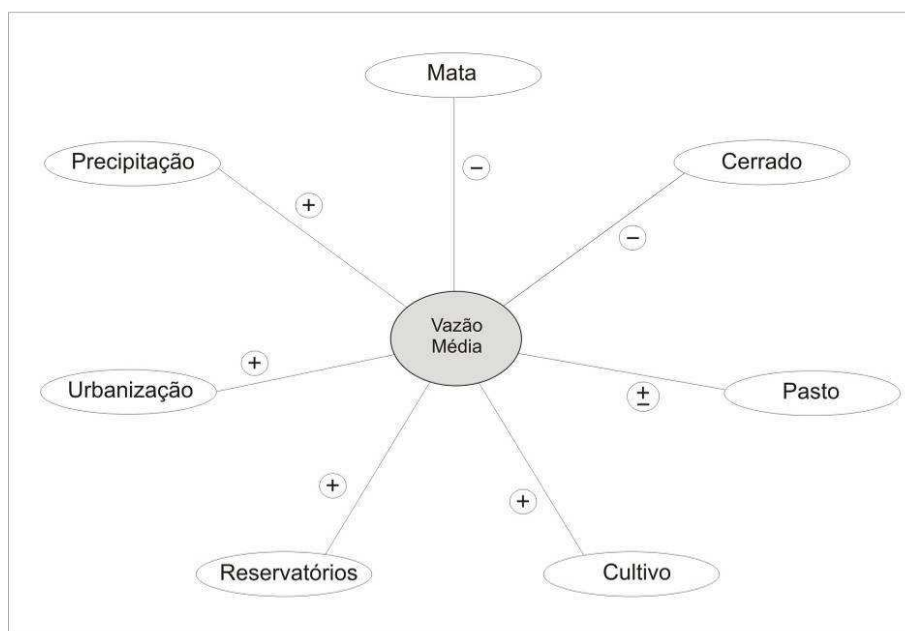 Mata
Precipitação
Cerrado
−
+
−
Vazão
Média
+
Urbanização
±
Pasto
+
+
Reservatórios
Cultivo